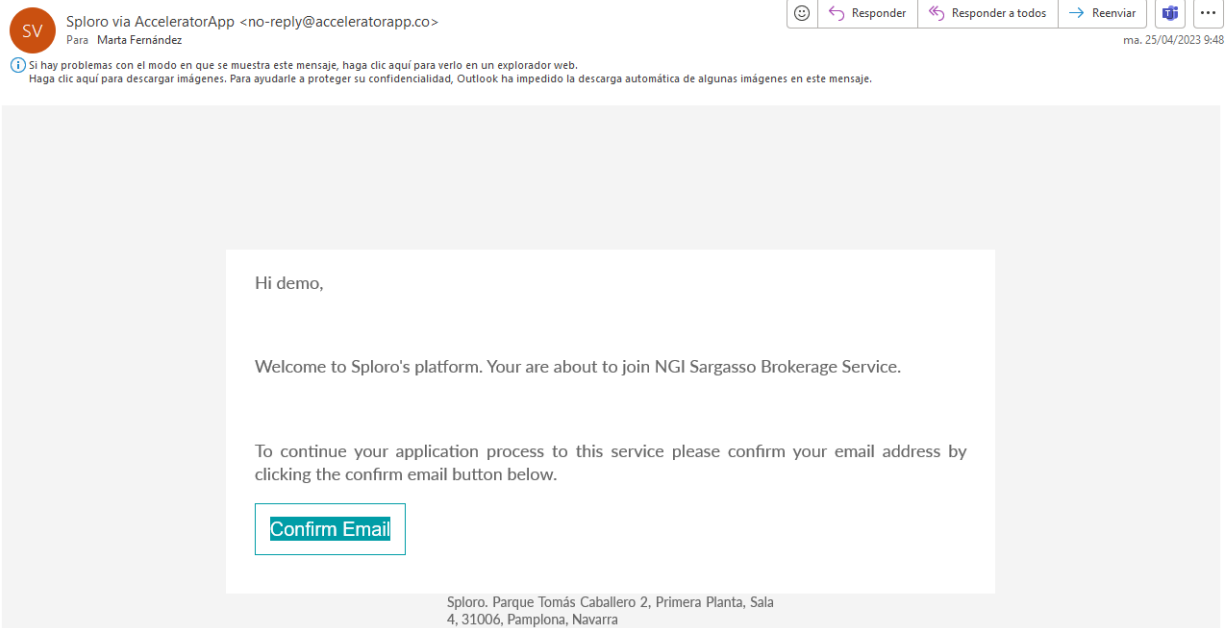 SV
Sploro via AcceleratorApp <no-reply@acceleratorapp.co>
Para Marta Fernández
Responder
Responder a todos
Reenviar
ma. 25/04/2023 9:48
Si hay problemas con el modo en que se muestra este mensaje, haga clic aquí para verlo en un explorador web.
Haga clic aquí para descargar imágenes. Para ayudarle a proteger su confidencialidad, Outlook ha impedido la descarga automática de algunas imágenes en este mensaje.
Hi demo,
Welcome to Sploro's platform. Your are about to join NGI Sargasso Brokerage Service.
To continue your application process to this service please confirm your email address by
clicking the confirm email button below.
Confirm Email
Sploro. Parque Tomás Caballero 2, Primera Planta, Sala
4, 31006, Pamplona, Navarra